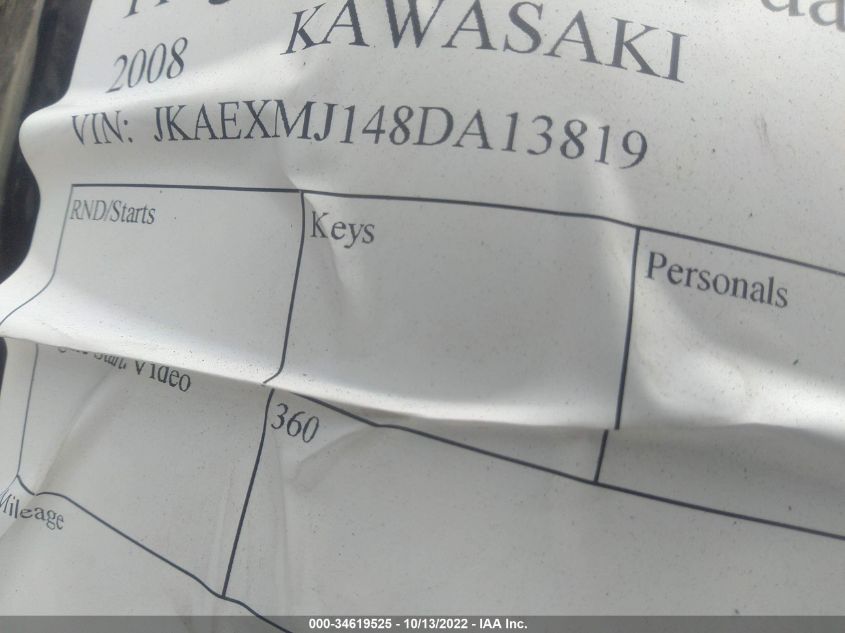 KAWASAKI
2008
VIN: JKAEXMJ148DA13819
RND/Starts
Keys
Personals
Video
360
Mileage
000-34619525 - 10/13/2022 - IAA Inc.